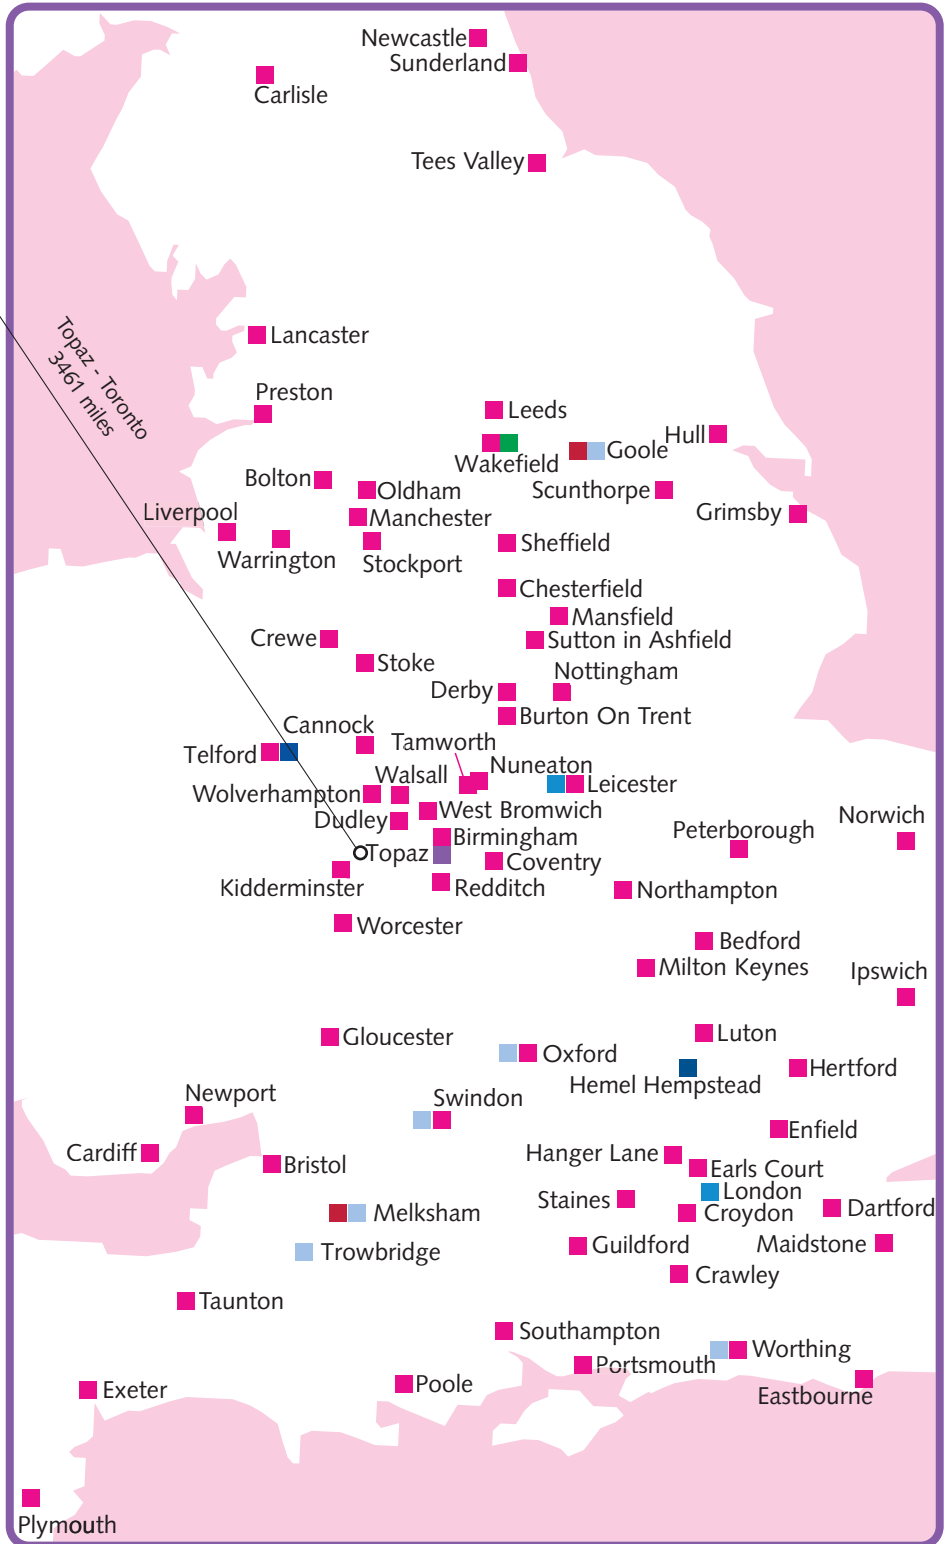 Newcastle
Sunderland
Carlisle
Tees Valley
Topaz - Toronto
3461 miles
Lancaster
Preston
Leeds
Hull
Wakefield
Goole
Bolton
Oldham
Scunthorpe
Liverpool
Manchester
Grimsby
Warrington
Stockport
Sheffield
Chesterfield
Mansfield
Crewe
Sutton in Ashfield
Stoke
Nottingham
Derby
Burton On Trent
Cannock
Tamworth
Telford
Walsall
Nuneaton
Leicester
Wolverhampton
West Bromwich
Norwich
Dudley
Birmingham
Peterborough
Topaz
Coventry
Kidderminster
Redditch
Northampton
Worcester
Bedford
Milton Keynes
Ipswich
Gloucester
Luton
Oxford
Hertford
Hemel Hempstead
Newport
Swindon
Enfield
Cardiff
Hanger Lane
Bristol
Earls Court
London
Staines
Dartford
Melksham
Croydon
Trowbridge
Guildford
Maidstone
Crawley
Taunton
Southampton
Worthing
Portsmouth
Exeter
Poole
Eastbourne
Plymouth